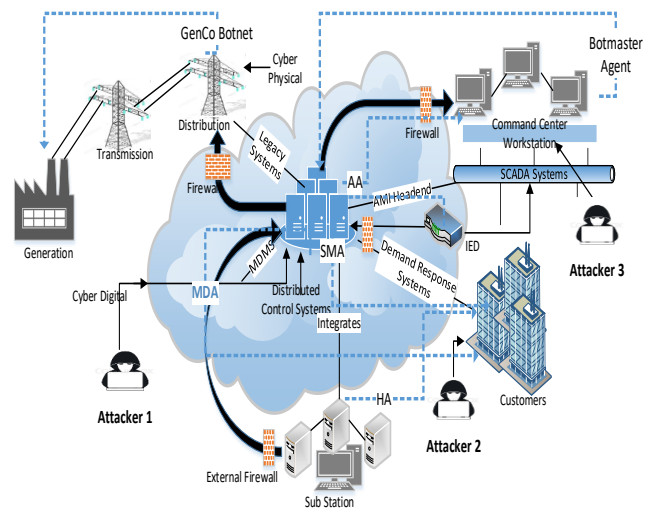 GenCo Botnet
Cyber
Physical
Botmaster
Agent
Transmission
Distribution
Legacy
Systems
Firewall
Firewall
Command Center
Workstation
SCADA Systems
AA
AMI Headend
Generation
SMA
IED
Attacker 3
MDMS
Demand Response
Systems
Cyber Digital
MDA
Distributed
Control Systems
Integrates
HA
Customers
Attacker 1
Attacker 2
External Firewall
Sub Station